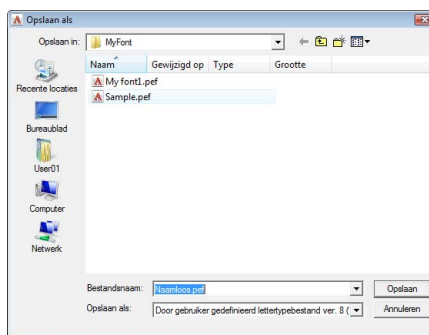 Opslaan als
Opslaan in: MyFont
Naam Gewijzigd op Type Grootte
My font1.pef
Sample.pef
Recente locaties
Bureaublad
User01
Computer
Netwerk
Bestandsnaam: Naamloos.pef Opslaan
Opslaan als: Door gebruiker gedefinieerd lettertypebestand ver. 8 ( Annuleren